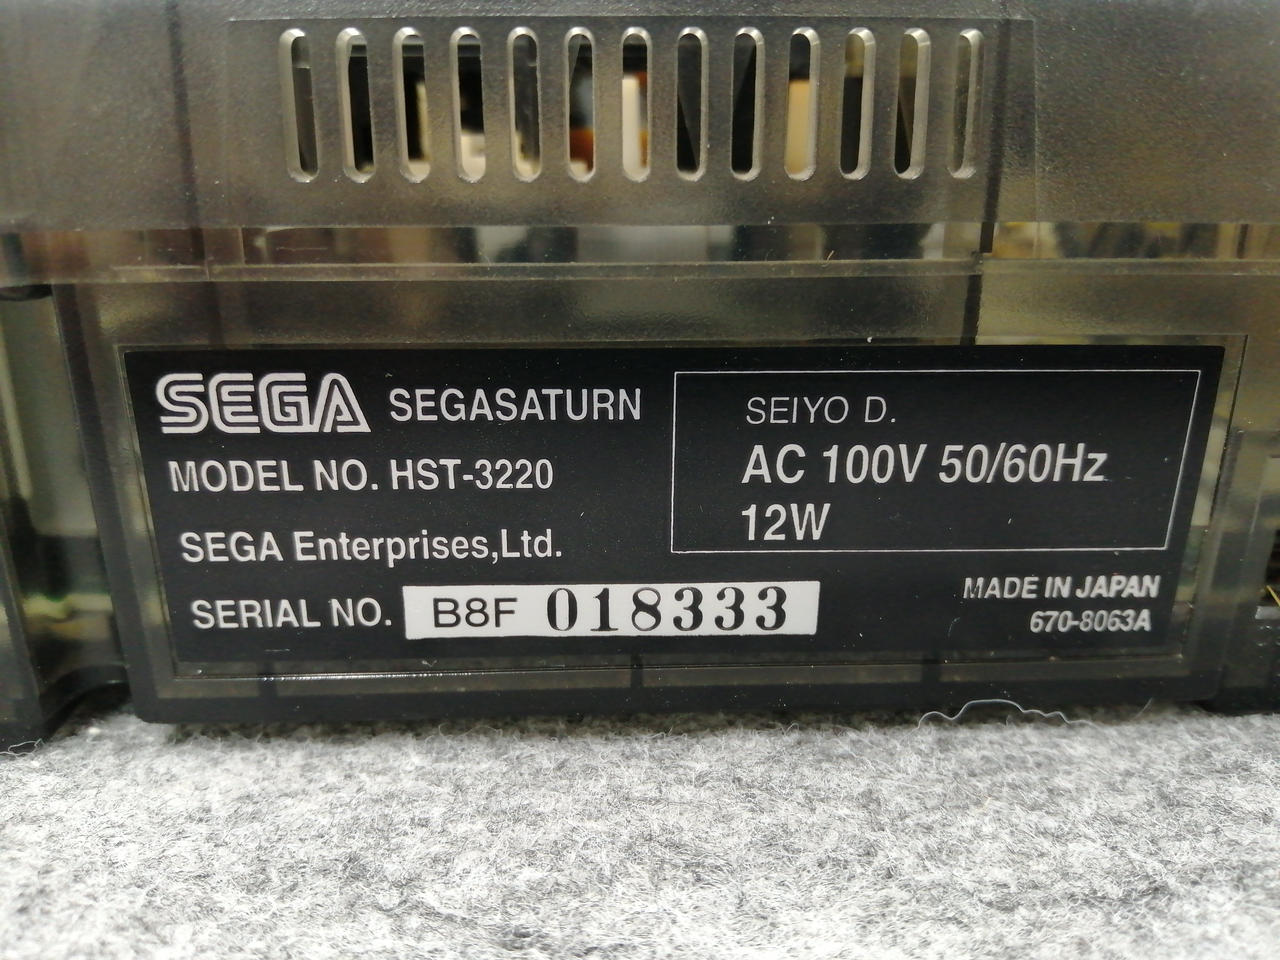 SEGA SEGASATURN
MODEL NO. HST-3220
SEGA Enterprises,Ltd.
SERIAL NO. B8F 018333
SEIYO D.
AC 100V 50/60Hz
12W
MADE IN JAPAN
670-8063A